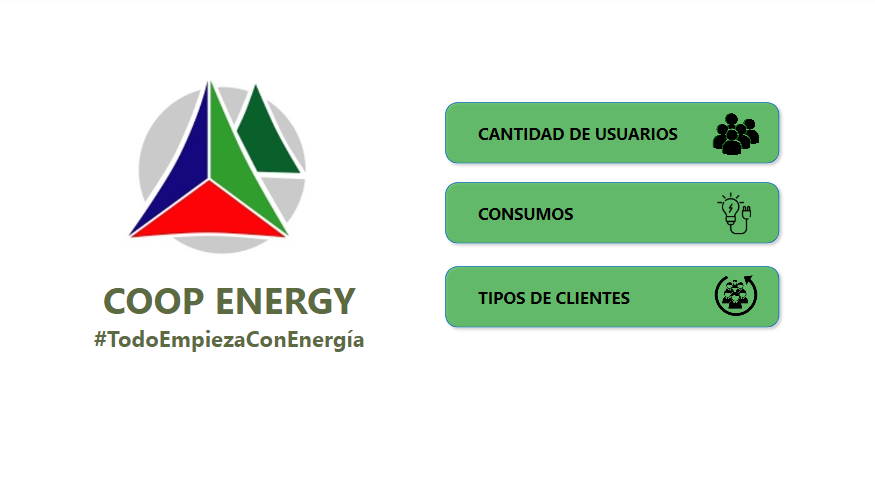 COOP ENERGY
#TodoEmpiezaConEnergía
CANTIDAD DE USUARIOS
CONSUMOS
TIPOS DE CLIENTES